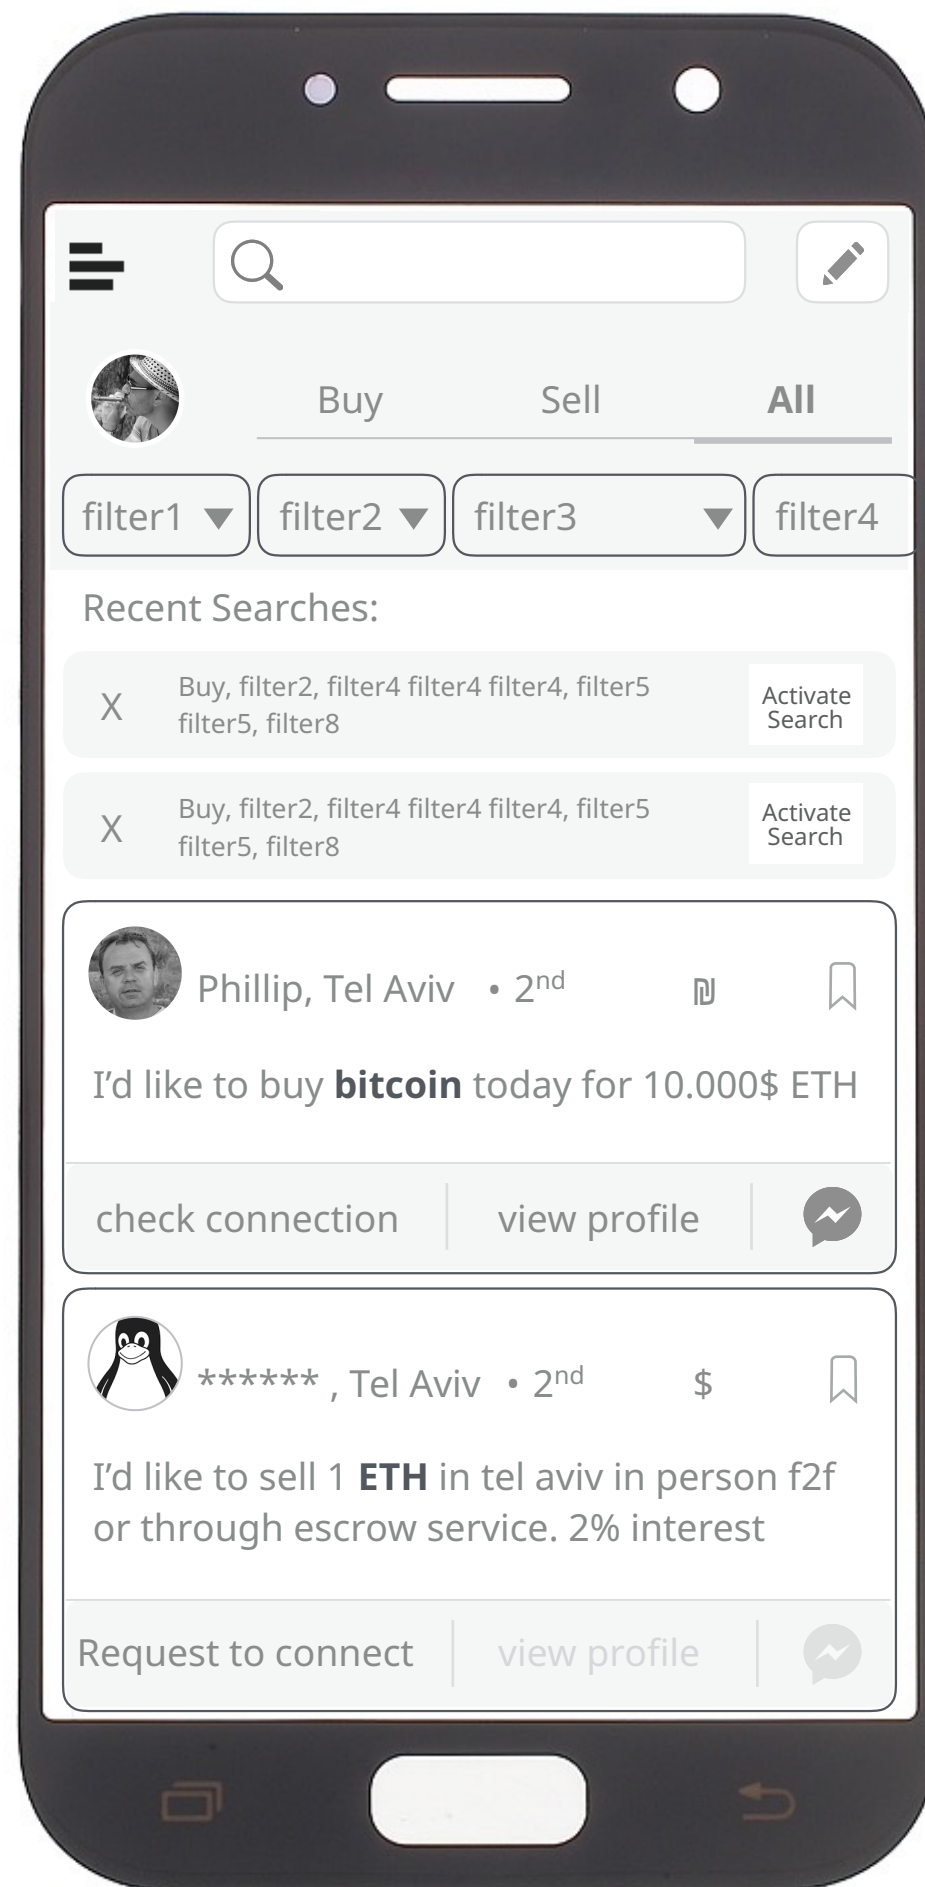 Buy Sell All
filter1 filter2 filter3 filter4
Recent Searches:
X
Buy, filter2, filter4 filter4 filter4, filter5
filter5, filter8
Activate
Search
X
Buy, filter2, filter4 filter4 filter4, filter5
filter5, filter8
Activate
Search
Phillip, Tel Aviv • 2nd ₪
I’d like to buy bitcoin today for 10.000$ ETH
check connection view profile
****** , Tel Aviv • 2nd $
I’d like to sell 1 ETH in tel aviv in person f2f
or through escrow service. 2% interest
Request to connect view profile